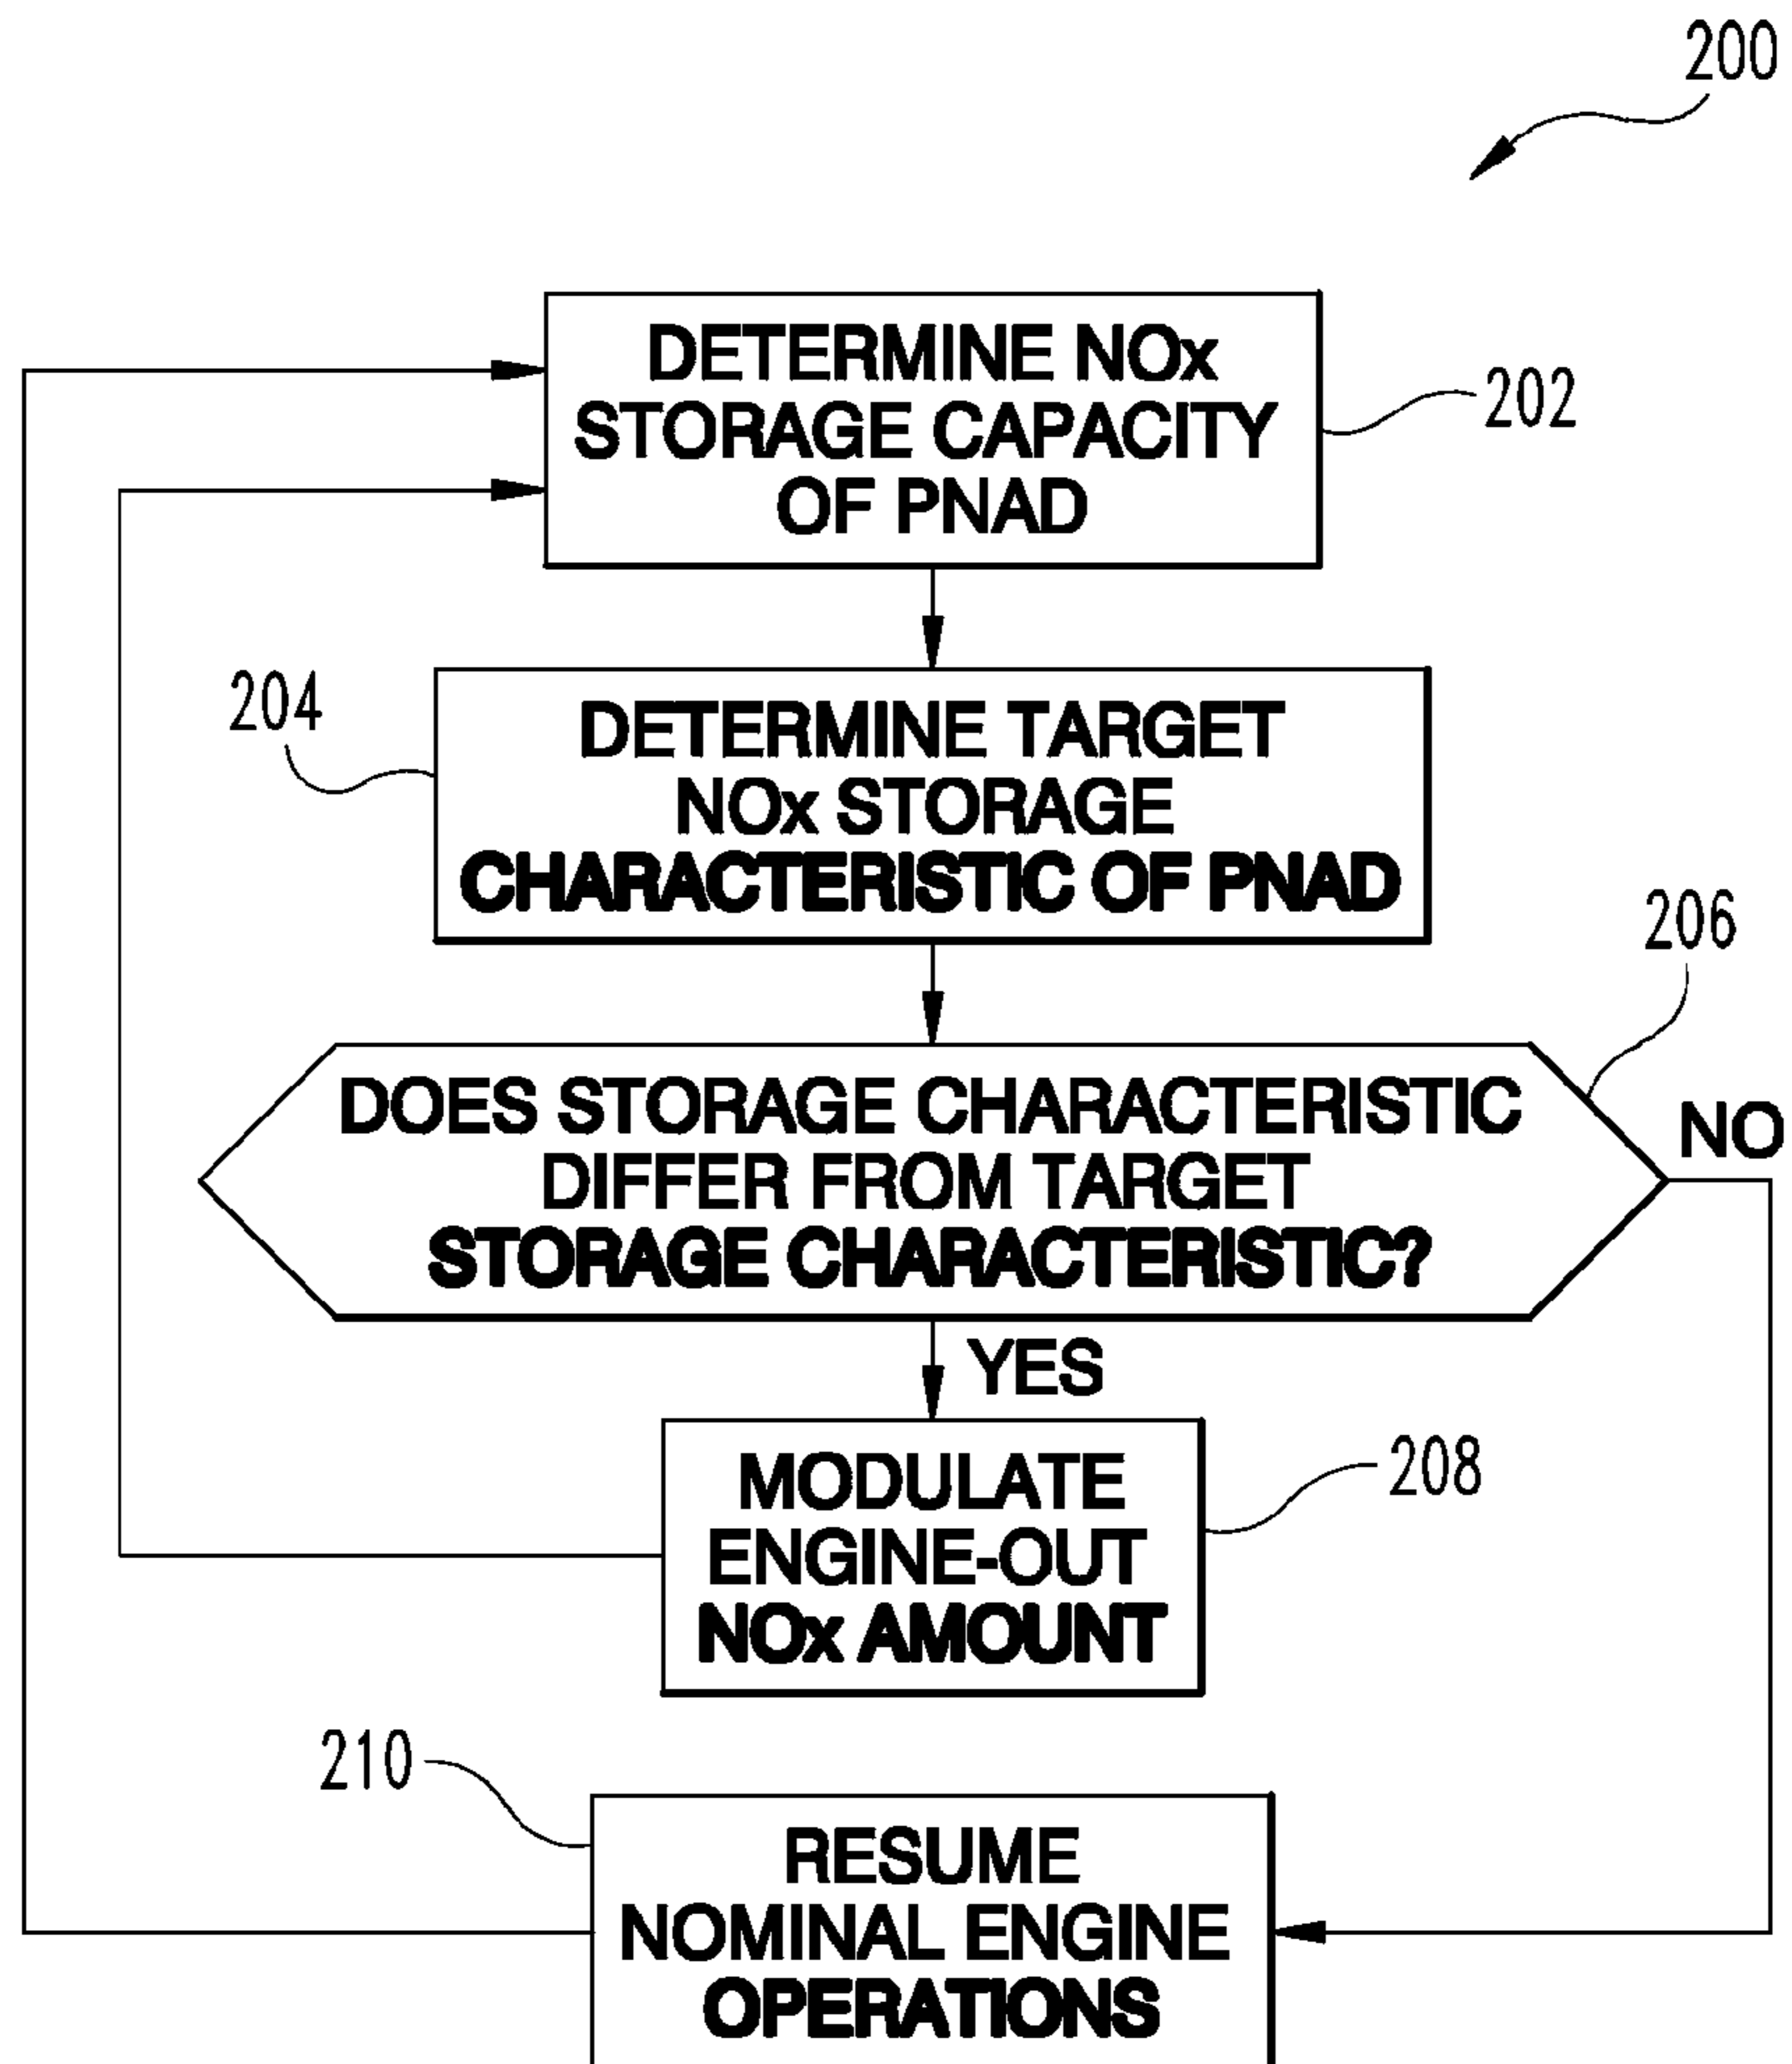 200
DETERMINE NOx
STORAGE CAPACITY
OF PNAD
202
204
DETERMINE TARGET
NOx STORAGE
CHARACTERISTIC OF PNAD
206
DOES STORAGE CHARACTERISTIC
DIFFER FROM TARGET
STORAGE CHARACTERISTIC?
NO
YES
MODULATE
ENGINE-OUT
NOx AMOUNT
208
210
RESUME
NOMINAL ENGINE
OPERATIONS